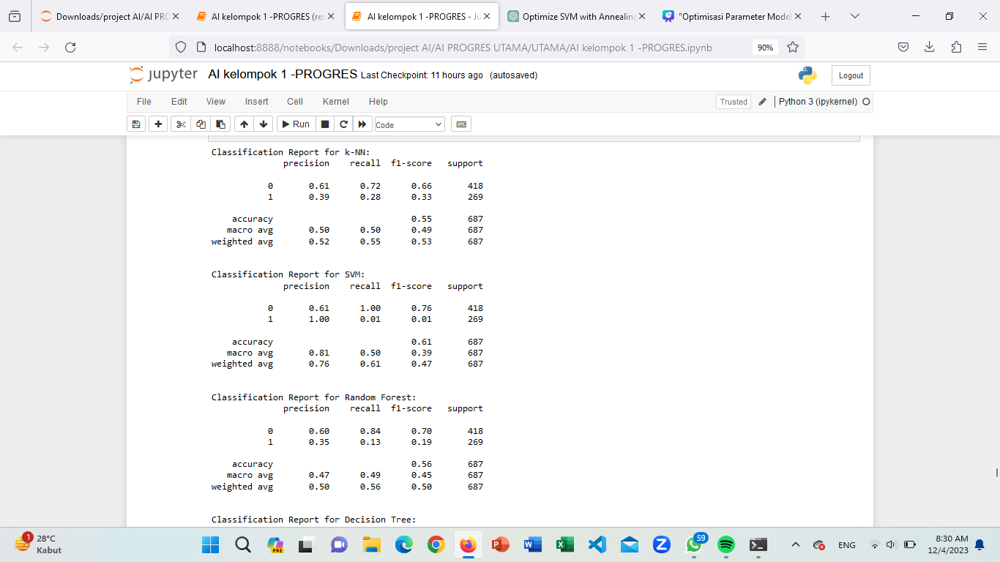 Downloads/project AI/AI PRO
AI kelompok 1 -PROGRES (res
AI kelompok 1 -PROGRES - Ju
Optimize SVM with Annealing
"Optimisasi Parameter Model
localhost:8888/notebooks/Downloads/project AI/AI PROGRES UTAMA/UTAMA/AI kelompok 1 -PROGRES.ipynb
90%
jupyter AI kelompok 1 -PROGRES Last Checkpoint: 11 hours ago (autosaved)
Logout
File Edit View Insert Cell Kernel Help
Trusted
Python 3 (ipykernel)
Run
Code
Classification Report for k-NN:
precision recall f1-score support
0 0.61 0.72 0.66 418
1 0.39 0.28 0.33 269
accuracy 0.55 687
macro avg 0.50 0.50 0.49 687
weighted avg 0.52 0.55 0.53 687
Classification Report for SVM:
precision recall f1-score support
0 0.61 1.00 0.76 418
1 1.00 0.01 0.01 269
accuracy 0.61 687
macro avg 0.81 0.50 0.39 687
weighted avg 0.76 0.61 0.47 687
Classification Report for Random Forest:
precision recall f1-score support
0 0.60 0.84 0.70 418
1 0.35 0.13 0.19 269
accuracy 0.56 687
macro avg 0.47 0.49 0.45 687
weighted avg 0.50 0.56 0.50 687
Classification Report for Decision Tree:
1
28°C
Kabut
PRE
59
ENG
8:30 AM
12/4/2023